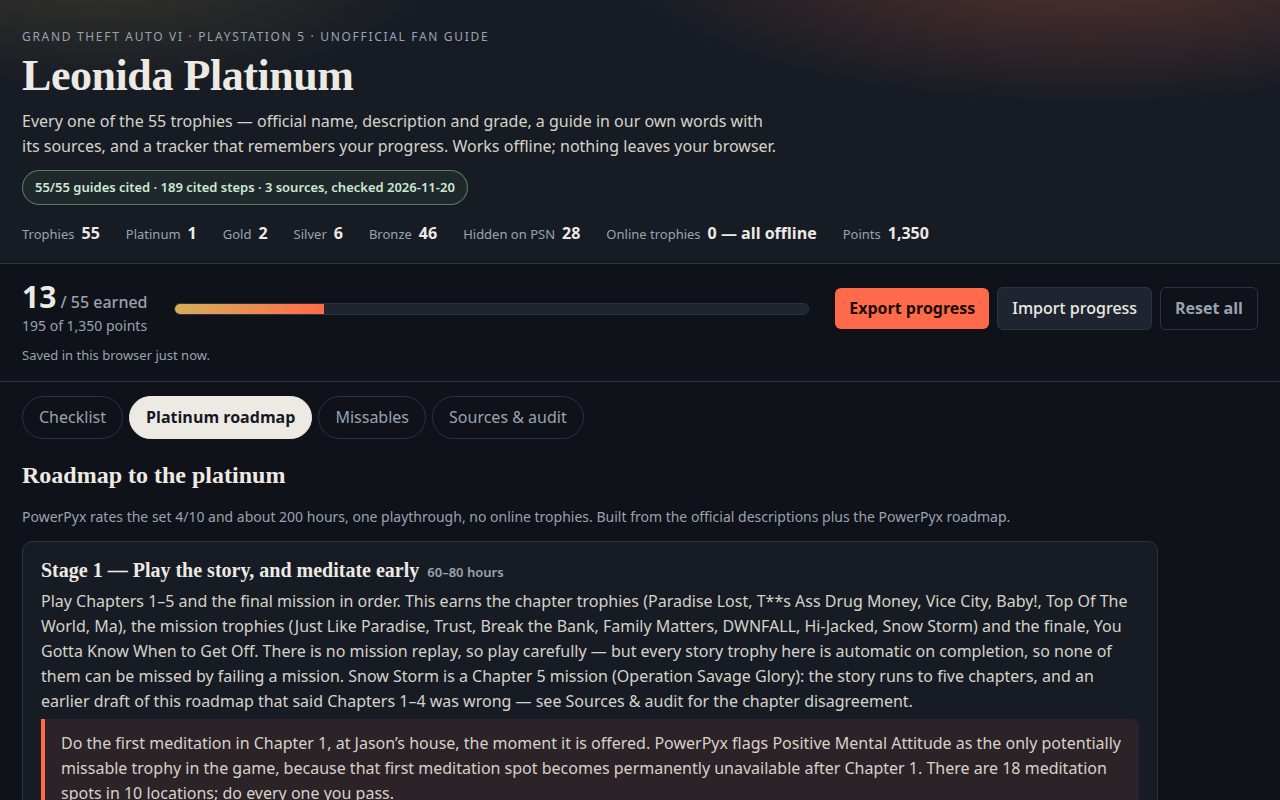 GRAND THEFT AUTO VI · PLAYSTATION 5 · UNOFFICIAL FAN GUIDE
Leonida Platinum
Every one of the 55 trophies — official name, description and grade, a guide in our own words with
its sources, and a tracker that remembers your progress. Works offline; nothing leaves your browser.
55/55 guides cited · 189 cited steps · 3 sources, checked 2026-11-20
Trophies 55 Platinum 1 Gold 2 Silver 6 Bronze 46 Hidden on PSN 28 Online trophies 0 — all offline Points 1,350
13 / 55 earned
195 of 1,350 points
Saved in this browser just now.
Export progress Import progress Reset all
Checklist Platinum roadmap Missables Sources & audit
Roadmap to the platinum
PowerPyx rates the set 4/10 and about 200 hours, one playthrough, no online trophies. Built from the official descriptions plus the PowerPyx roadmap.
Stage 1 — Play the story, and meditate early 60–80 hours
Play Chapters 1–5 and the final mission in order. This earns the chapter trophies (Paradise Lost, T**s Ass Drug Money, Vice City, Baby!, Top Of The
World, Ma), the mission trophies (Just Like Paradise, Trust, Break the Bank, Family Matters, DWNFALL, Hi-Jacked, Snow Storm) and the finale, You
Gotta Know When to Get Off. There is no mission replay, so play carefully — but every story trophy here is automatic on completion, so none of
them can be missed by failing a mission. Snow Storm is a Chapter 5 mission (Operation Savage Glory): the story runs to five chapters, and an
earlier draft of this roadmap that said Chapters 1–4 was wrong — see Sources & audit for the chapter disagreement.
Do the first meditation in Chapter 1, at Jason’s house, the moment it is offered. PowerPyx flags Positive Mental Attitude as the only potentially
missable trophy in the game, because that first meditation spot becomes permanently unavailable after Chapter 1. There are 18 meditation
spots in 10 locations; do every one you pass.